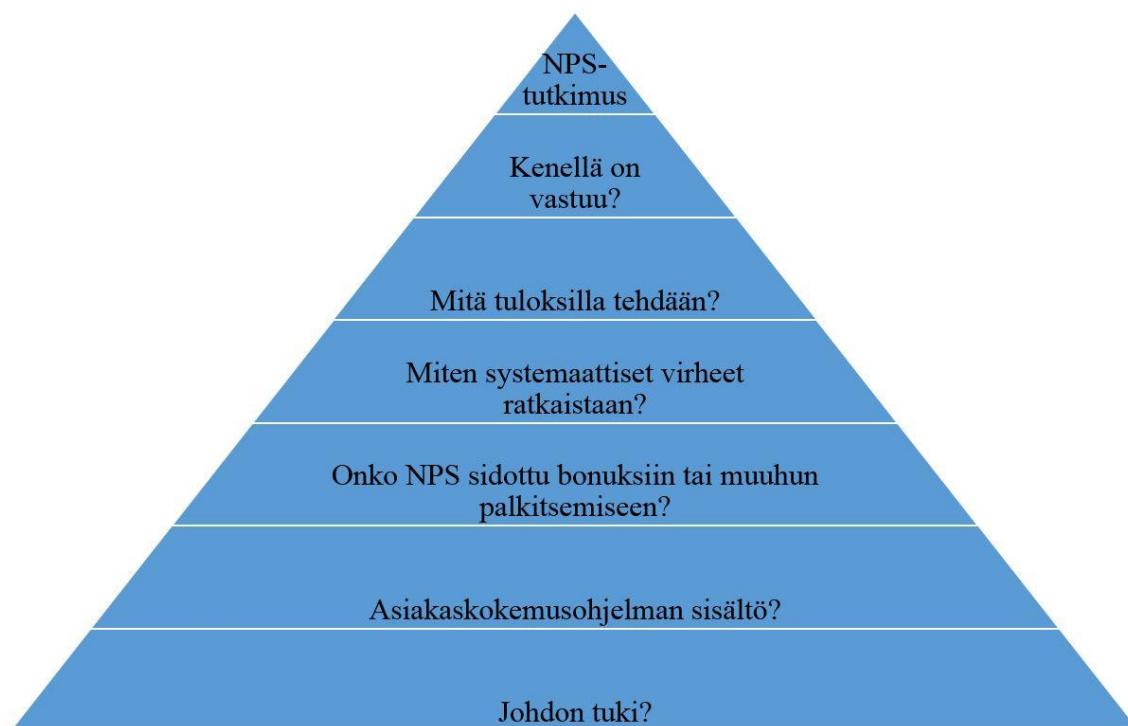 NPS-
tutkimus
Kenellä on
vastuu?
Mitä tuloksilla tehdään?
Miten systemaattiset virheet
ratkaistaan?
Onko NPS sidottu bonuksiin tai muuhun
palkitsemiseen?
Asiakaskokemusohjelman sisältö?
Johdon tuki?